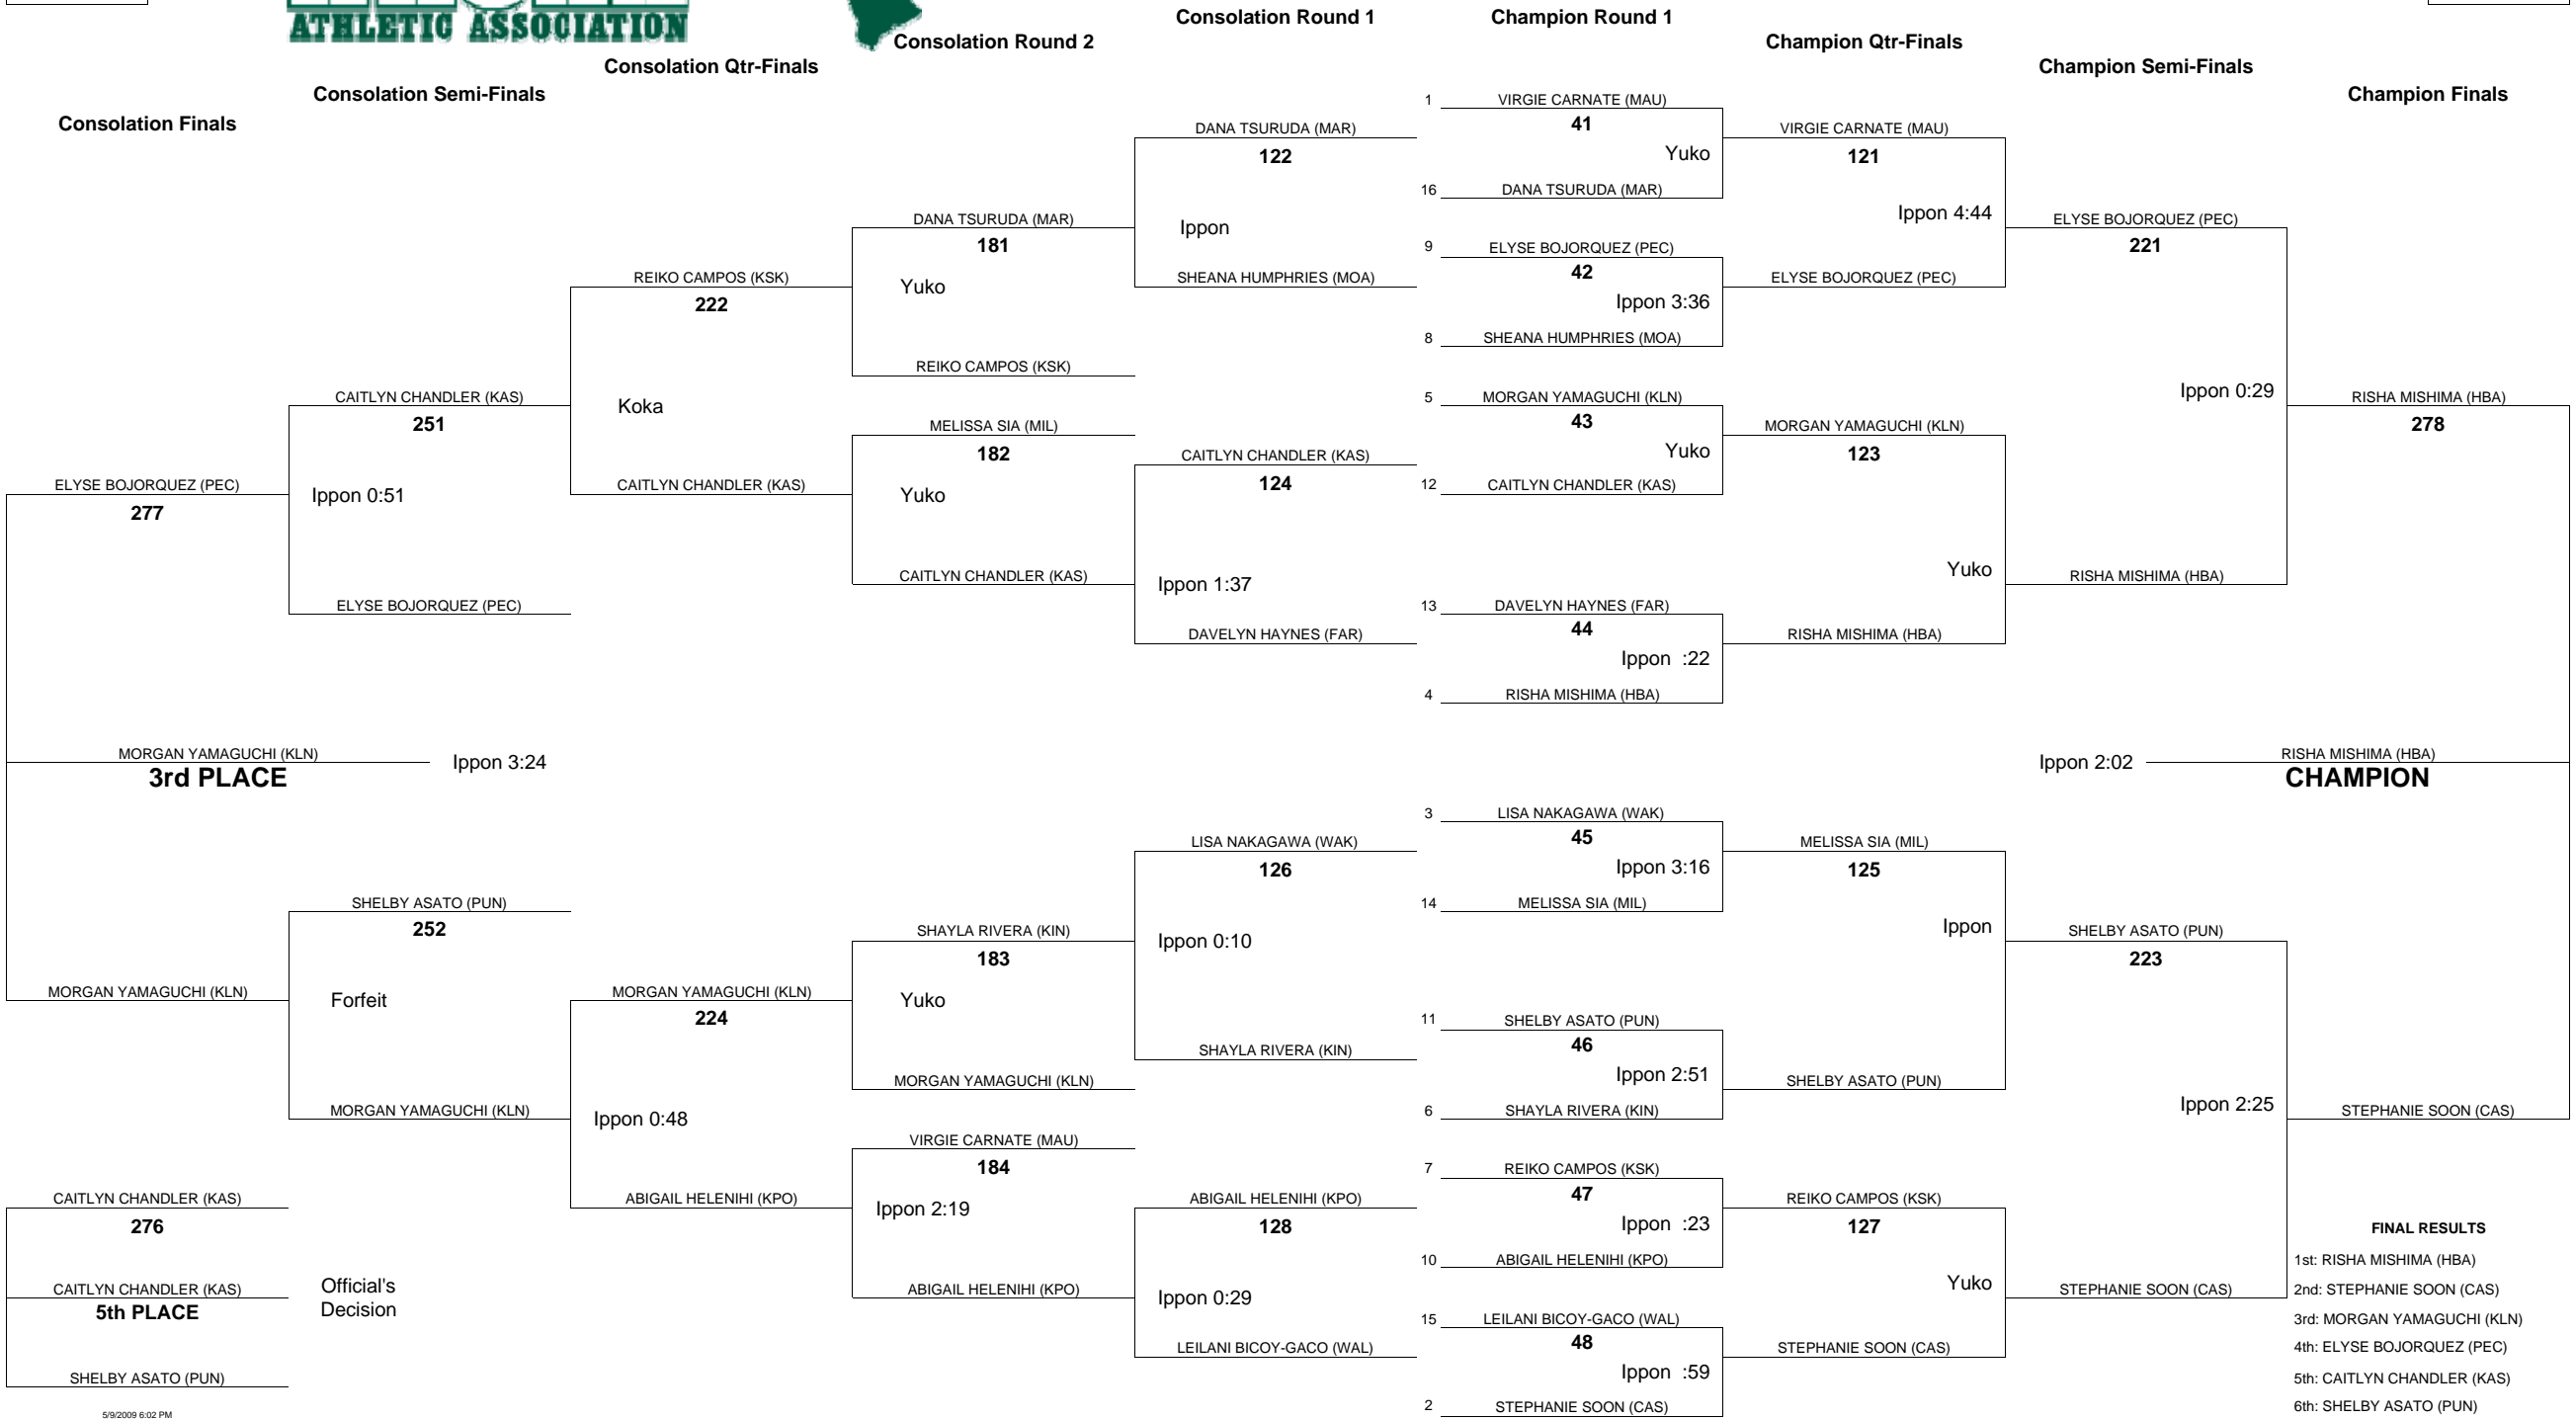 ATHLETIC ASSOCIATION
Consolation Round 1
Champion Round 1
Consolation Round 2
Champion Qtr-Finals
Consolation Qtr-Finals
Champion Semi-Finals
Consolation Semi-Finals
Champion Finals
Consolation Finals
1 VIRGIE CARNATE (MAU)
41
Yuko
16 DANA TSURUDA (MAR)
9 ELYSE BOJORQUEZ (PEC)
42
Ippon 3:36
8 SHEANA HUMPHRIES (MOA)
5 MORGAN YAMAGUCHI (KLN)
43
Yuko
12 CAITLYN CHANDLER (KAS)
13 DAVELYN HAYNES (FAR)
44
Ippon :22
4 RISHA MISHIMA (HBA)
3 LISA NAKAGAWA (WAK)
45
Ippon 3:16
14 MELISSA SIA (MIL)
11 SHELBY ASATO (PUN)
46
Ippon 2:51
6 SHAYLA RIVERA (KIN)
7 REIKO CAMPOS (KSK)
47
Ippon :23
10 ABIGAIL HELENIHI (KPO)
15 LEILANI BICOY-GACO (WAL)
48
Ippon :59
2 STEPHANIE SOON (CAS)
VIRGIE CARNATE (MAU)
121
Ippon 4:44
ELYSE BOJORQUEZ (PEC)
MORGAN YAMAGUCHI (KLN)
123
Yuko
RISHA MISHIMA (HBA)
MELISSA SIA (MIL)
125
Ippon
SHELBY ASATO (PUN)
REIKO CAMPOS (KSK)
127
Yuko
STEPHANIE SOON (CAS)
ELYSE BOJORQUEZ (PEC)
221
Ippon 0:29
RISHA MISHIMA (HBA)
SHELBY ASATO (PUN)
223
Ippon 2:25
STEPHANIE SOON (CAS)
RISHA MISHIMA (HBA)
278
Ippon 2:02
RISHA MISHIMA (HBA)
CHAMPION
STEPHANIE SOON (CAS)
DANA TSURUDA (MAR)
122
Ippon
SHEANA HUMPHRIES (MOA)
CAITLYN CHANDLER (KAS)
124
Ippon 1:37
DAVELYN HAYNES (FAR)
LISA NAKAGAWA (WAK)
126
Ippon 0:10
SHAYLA RIVERA (KIN)
ABIGAIL HELENIHI (KPO)
128
Ippon 0:29
LEILANI BICOY-GACO (WAL)
DANA TSURUDA (MAR)
181
Yuko
REIKO CAMPOS (KSK)
MELISSA SIA (MIL)
182
Yuko
CAITLYN CHANDLER (KAS)
SHAYLA RIVERA (KIN)
183
Yuko
MORGAN YAMAGUCHI (KLN)
VIRGIE CARNATE (MAU)
184
Ippon 2:19
ABIGAIL HELENIHI (KPO)
REIKO CAMPOS (KSK)
222
Koka
CAITLYN CHANDLER (KAS)
MORGAN YAMAGUCHI (KLN)
224
Ippon 0:48
ABIGAIL HELENIHI (KPO)
CAITLYN CHANDLER (KAS)
251
Ippon 0:51
ELYSE BOJORQUEZ (PEC)
SHELBY ASATO (PUN)
252
Forfeit
MORGAN YAMAGUCHI (KLN)
ELYSE BOJORQUEZ (PEC)
277
MORGAN YAMAGUCHI (KLN)
Ippon 3:24
3rd PLACE
MORGAN YAMAGUCHI (KLN)
CAITLYN CHANDLER (KAS)
276
CAITLYN CHANDLER (KAS)
Official's
Decision
5th PLACE
SHELBY ASATO (PUN)
FINAL RESULTS
1st: RISHA MISHIMA (HBA)
2nd: STEPHANIE SOON (CAS)
3rd: MORGAN YAMAGUCHI (KLN)
4th: ELYSE BOJORQUEZ (PEC)
5th: CAITLYN CHANDLER (KAS)
6th: SHELBY ASATO (PUN)
5/9/2009 6:02 PM